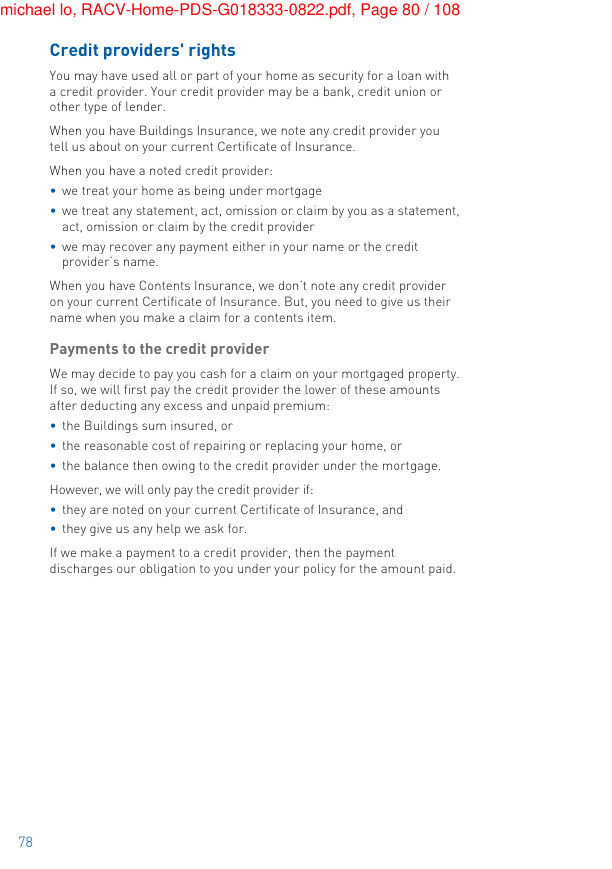 michael lo, RACV-Home-PDS-G018333-0822.pdf, Page 80 / 108
Credit providers' rights
You may have used all or part of your home as security for a loan with
a credit provider. Your credit provider may be a bank, credit union or
other type of lender.
When you have Buildings Insurance, we note any credit provider you
tell us about on your current Certificate of Insurance.
When you have a noted credit provider:
• we treat your home as being under mortgage
• we treat any statement, act, omission or claim by you as a statement,
act, omission or claim by the credit provider
• we may recover any payment either in your name or the credit
provider's name.
When you have Contents Insurance, we don't note any credit provider
on your current Certificate of Insurance. But, you need to give us their
name when you make a claim for a contents item.
Payments to the credit provider
We may decide to pay you cash for a claim on your mortgaged property.
If so, we will first pay the credit provider the lower of these amounts
after deducting any excess and unpaid premium:
• the Buildings sum insured, or
• the reasonable cost of repairing or replacing your home, or
• the balance then owing to the credit provider under the mortgage.
However, we will only pay the credit provider if:
• they are noted on your current Certificate of Insurance, and
• they give us any help we ask for.
If we make a payment to a credit provider, then the payment
discharges our obligation to you under your policy for the amount paid.
78